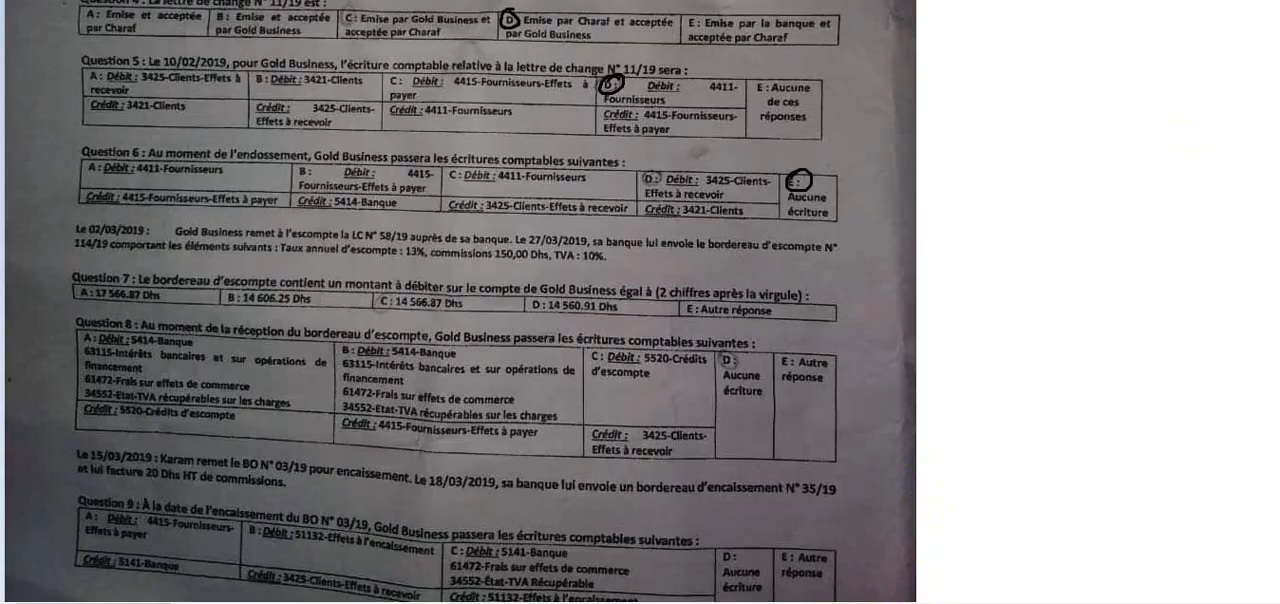 Question 4 : La lettre de change N° 11/19 est :
A : Emise et acceptée par Charaf
B : Emise et acceptée par Gold Business
C : Emise par Gold Business et acceptée par Charaf
D : Emise par Charaf et acceptée par Gold Business
E : Emise par la banque et acceptée par Charaf
Question 5 : Le 10/02/2019, pour Gold Business, l'écriture comptable relative à la lettre de change N° 11/19 sera :
A : Débit : 3425-Clients-Effets à recevoir
Crédit : 3421-Clients
B : Débit : 3421-Clients
Crédit : 3425-Clients-Effets à recevoir
C : Débit : 4415-Fournisseurs-Effets à payer
Crédit : 4411-Fournisseurs
D : Débit : 4411-Fournisseurs
Crédit : 4415-Fournisseurs-Effets à payer
E : Aucune de ces réponses
Question 6 : Au moment de l'endossement, Gold Business passera les écritures comptables suivantes :
A : Débit : 4411-Fournisseurs
Crédit : 4415-Fournisseurs-Effets à payer
B : Débit : 4415-Fournisseurs-Effets à payer
Crédit : 5414-Banque
C : Débit : 4411-Fournisseurs
Crédit : 3425-Clients-Effets à recevoir
D : Débit : 3425-Clients-Effets à recevoir
Crédit : 3421-Clients
E : Aucune écriture
Le 02/03/2019 : Gold Business remet à l'escompte la LC N° 58/19 auprès de sa banque. Le 27/03/2019, sa banque lui envoie le bordereau d'escompte N°
114/19 comportant les éléments suivants : Taux annuel d'escompte : 13%, commissions 150,00 Dhs, TVA : 10%.
Question 7 : Le bordereau d'escompte contient un montant à débiter sur le compte de Gold Business égal à (2 chiffres après la virgule) :
A : 17 566.87 Dhs
B : 14 606.25 Dhs
C : 14 566.87 Dhs
D : 14 560.91 Dhs
E : Autre réponse
Question 8 : Au moment de la réception du bordereau d'escompte, Gold Business passera les écritures comptables suivantes :
A : Débit : 5414-Banque
63115-Intérêts bancaires et sur opérations de financement
61472-Frais sur effets de commerce
34552-Etat-TVA récupérables sur les charges
Crédit : 5520-Crédits d'escompte
B : Débit : 5414-Banque
63115-Intérêts bancaires et sur opérations de financement
61472-Frais sur effets de commerce
34552-Etat-TVA récupérables sur les charges
Crédit : 4415-Fournisseurs-Effets à payer
C : Débit : 5520-Crédits d'escompte
Crédit : 3425-Clients-Effets à recevoir
D : Aucune écriture
E : Autre réponse
Le 15/03/2019 : Karam remet le BO N° 03/19 pour encaissement. Le 18/03/2019, sa banque lui envoie un bordereau d'encaissement N° 35/19
et lui facture 20 Dhs HT de commissions.
Question 9 : À la date de l'encaissement du BO N° 03/19, Gold Business passera les écritures comptables suivantes :
A : Débit : 4415-Fournisseurs-Effets à payer
Crédit : 5141-Banque
B : Débit : 51132-Effets à l'encaissement
Crédit : 3425-Clients-Effets à recevoir
C : Débit : 5141-Banque
61472-Frais sur effets de commerce
34552-État-TVA Récupérable
Crédit : 51132-Effets à l'encaissement
D : Aucune écriture
E : Autre réponse